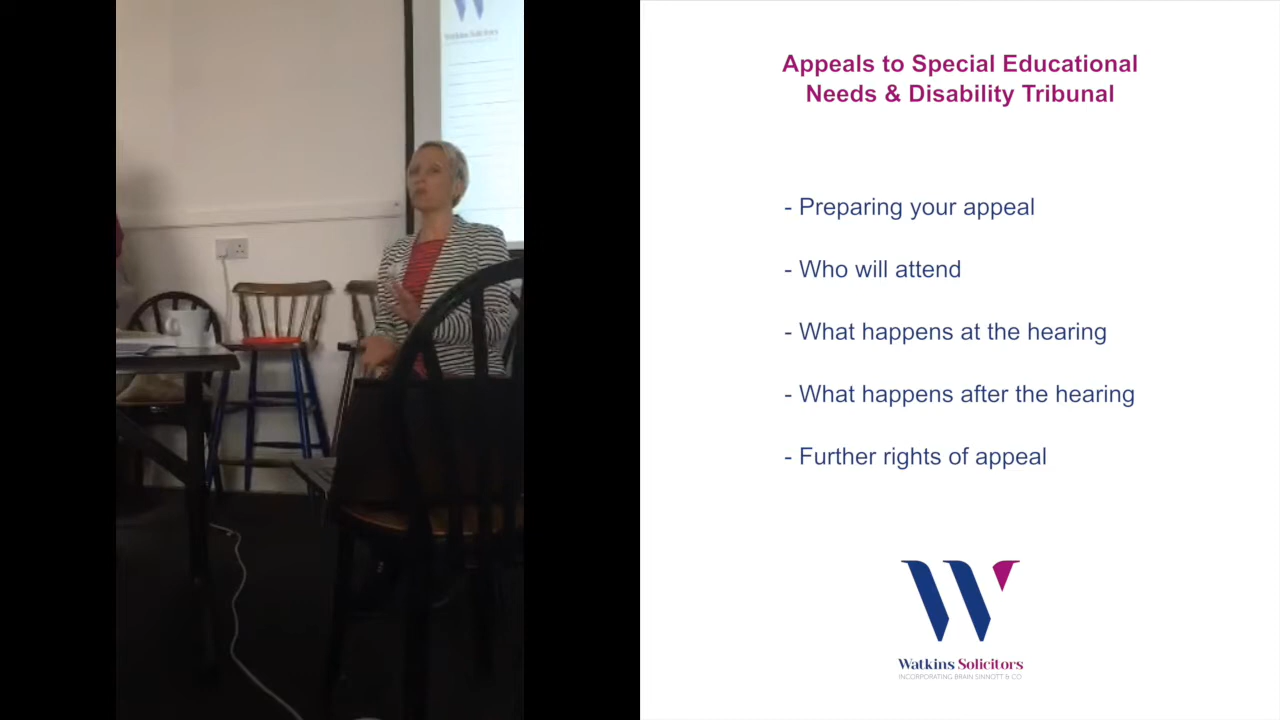 Appeals to Special Educational
Needs & Disability Tribunal
- Preparing your appeal
- Who will attend
- What happens at the hearing
- What happens after the hearing
- Further rights of appeal
Watkins Solicitors
INCORPORATING BRAIN SINNOTT & CO